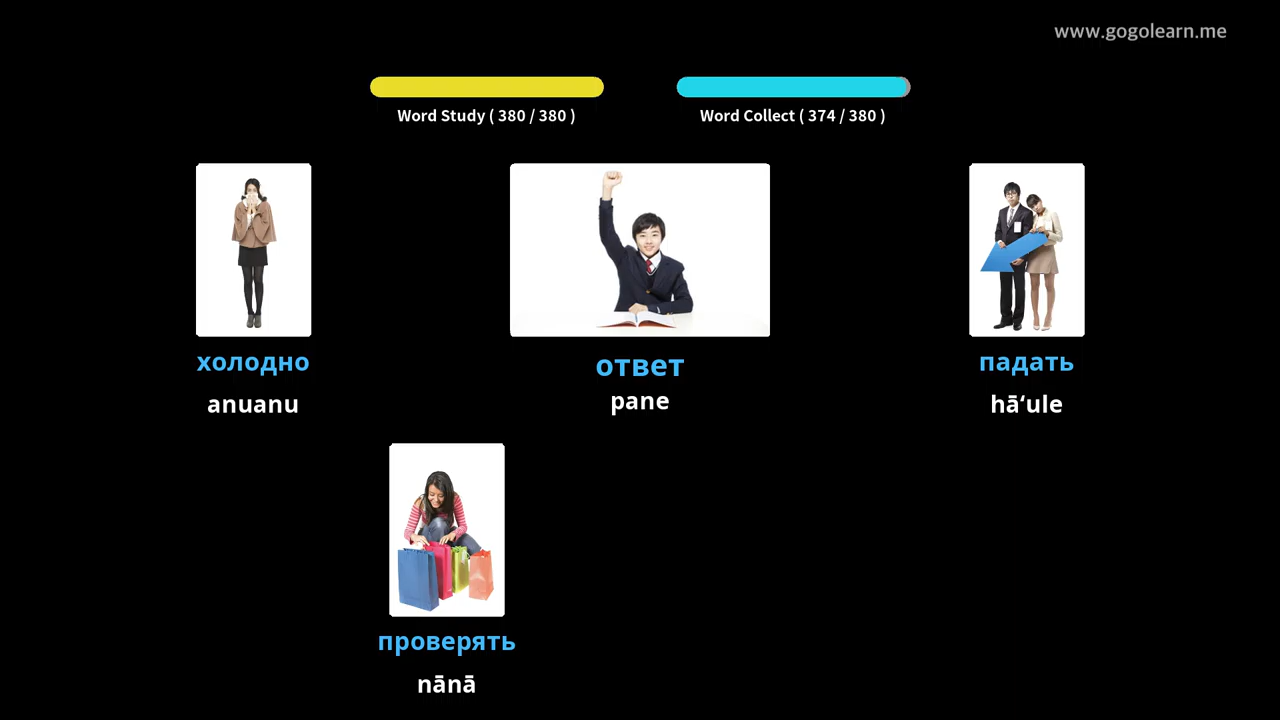 www.gogolearn.me
Word Study ( 380 / 380 )
Word Collect ( 374 / 380 )
холодно
anuanu
ответ
pane
падать
hāʻule
проверять
nānā